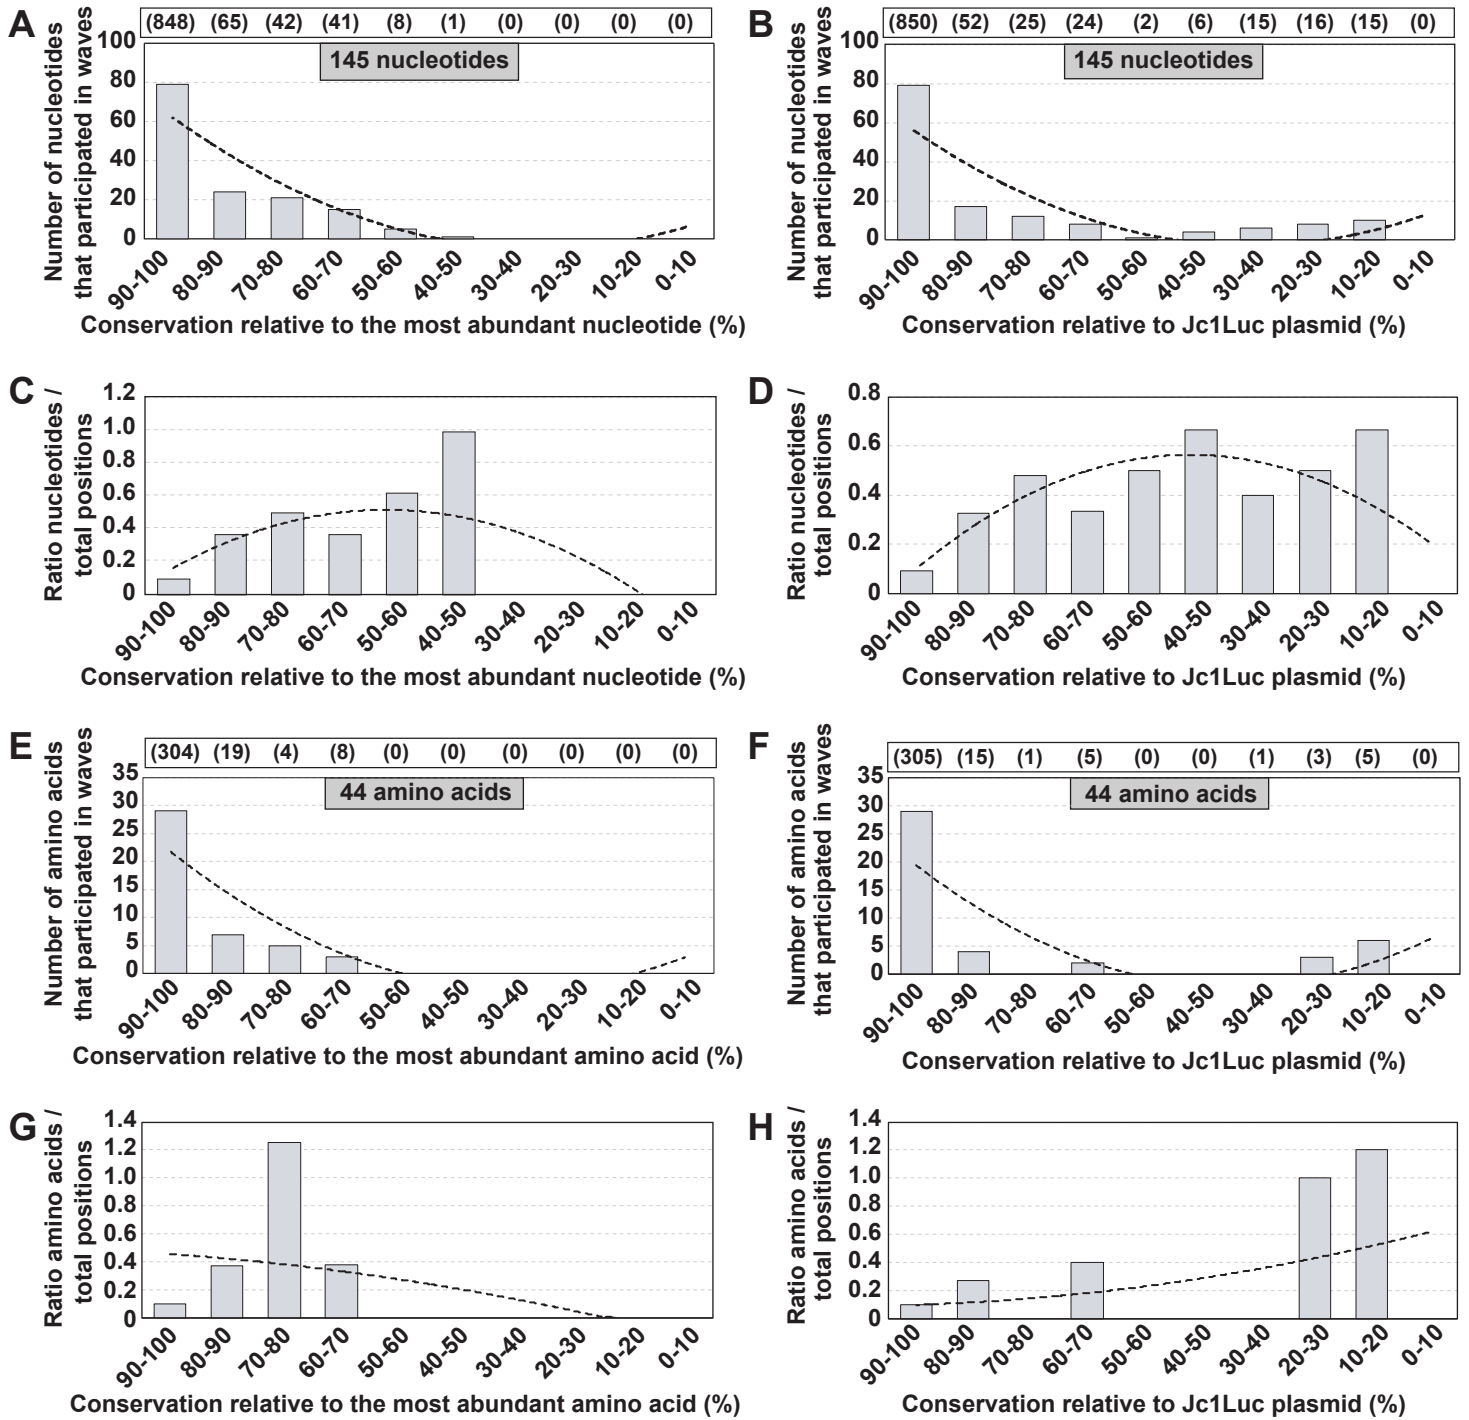 A
(848) (65) (42) (41) (8) (1) (0) (0) (0) (0)
145 nucleotides
Number of nucleotides
that participated in waves
100
80
60
40
20
0
90-100 80-90 70-80 60-70 50-60 40-50 30-40 20-30 10-20 0-10
Conservation relative to the most abundant nucleotide (%)
B
(850) (52) (25) (24) (2) (6) (15) (16) (15) (0)
145 nucleotides
Number of nucleotides
that participated in waves
100
80
60
40
20
0
90-100 80-90 70-80 60-70 50-60 40-50 30-40 20-30 10-20 0-10
Conservation relative to Jc1Luc plasmid (%)
C
Ratio nucleotides /
total positions
1.2
1.0
0.8
0.6
0.4
0.2
0
90-100 80-90 70-80 60-70 50-60 40-50 30-40 20-30 10-20 0-10
Conservation relative to the most abundant nucleotide (%)
D
Ratio nucleotides /
total positions
0.8
0.6
0.4
0.2
0
90-100 80-90 70-80 60-70 50-60 40-50 30-40 20-30 10-20 0-10
Conservation relative to Jc1Luc plasmid (%)
E
(304) (19) (4) (8) (0) (0) (0) (0) (0) (0)
44 amino acids
Number of amino acids
that participated in waves
35
30
25
20
15
10
5
0
90-100 80-90 70-80 60-70 50-60 40-50 30-40 20-30 10-20 0-10
Conservation relative to the most abundant amino acid (%)
F
(305) (15) (1) (5) (0) (0) (1) (3) (5) (0)
44 amino acids
Number of amino acids
that participated in waves
35
30
25
20
15
10
5
0
90-100 80-90 70-80 60-70 50-60 40-50 30-40 20-30 10-20 0-10
Conservation relative to Jc1Luc plasmid (%)
G
Ratio amino acids /
total positions
1.4
1.2
1.0
0.8
0.6
0.4
0.2
0
90-100 80-90 70-80 60-70 50-60 40-50 30-40 20-30 10-20 0-10
Conservation relative to the most abundant amino acid (%)
H
Ratio amino acids /
total positions
1.4
1.2
1.0
0.8
0.6
0.4
0.2
0
90-100 80-90 70-80 60-70 50-60 40-50 30-40 20-30 10-20 0-10
Conservation relative to Jc1Luc plasmid (%)